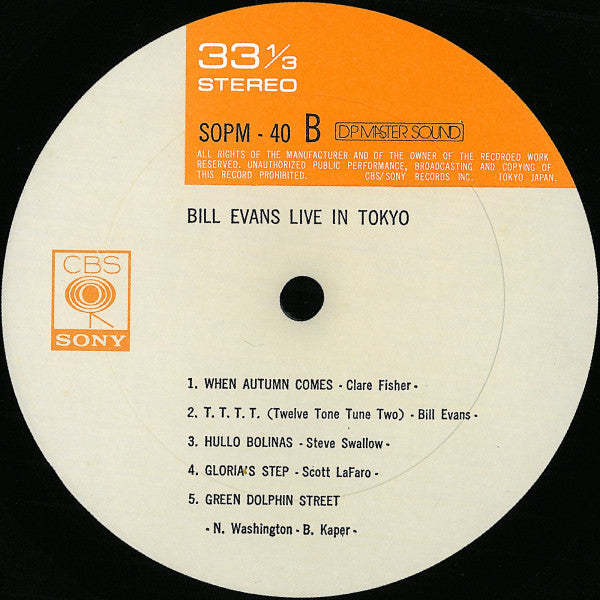 33 1/3
STEREO
SOPM - 40 B DP MASTER SOUND
ALL RIGHTS OF THE MANUFACTURER AND OF THE OWNER OF THE RECORDED WORK
RESERVED. UNAUTHORIZED PUBLIC PERFORMANCE, BROADCASTING AND COPYING OF
THIS RECORD PROHIBITED. CBS/SONY RECORDS INC. TOKYO JAPAN.
BILL EVANS LIVE IN TOKYO
CBS
SONY
1. WHEN AUTUMN COMES - Clare Fisher -
2. T. T. T. T. (Twelve Tone Tune Two) - Bill Evans -
3. HULLO BOLINAS - Steve Swallow -
4. GLORIA'S STEP - Scott LaFaro -
5. GREEN DOLPHIN STREET
- N. Washington - B. Kaper -